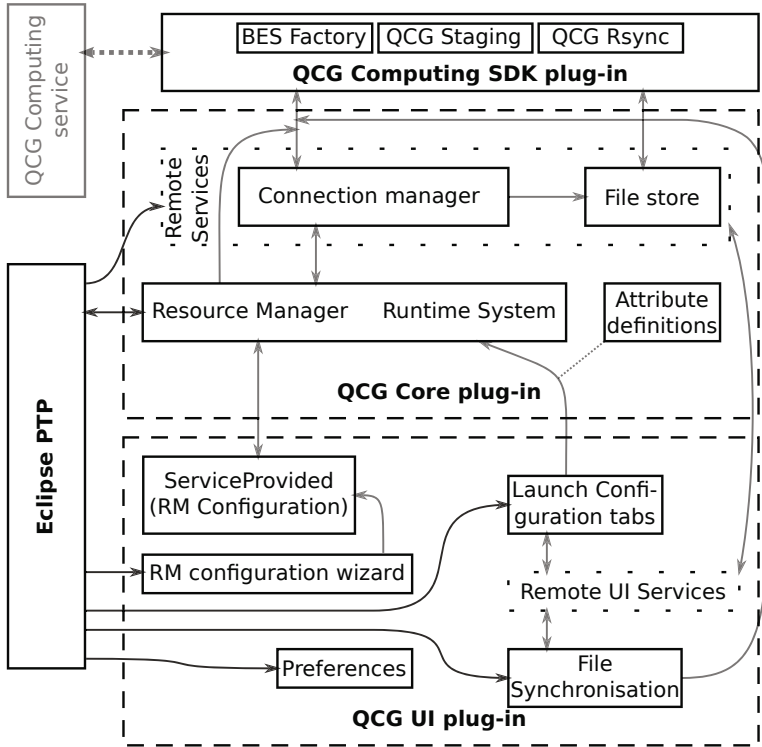 QCG Computing
service
BES Factory
QCG Staging
QCG Rsync
QCG Computing SDK plug-in
Remote
Services
Connection manager
File store
Resource Manager
Runtime System
Attribute
definitions
QCG Core plug-in
Eclipse PTP
ServiceProvided
(RM Configuration)
Launch Confi-
guration tabs
RM configuration wizard
Remote UI Services
Preferences
File
Synchronisation
QCG UI plug-in